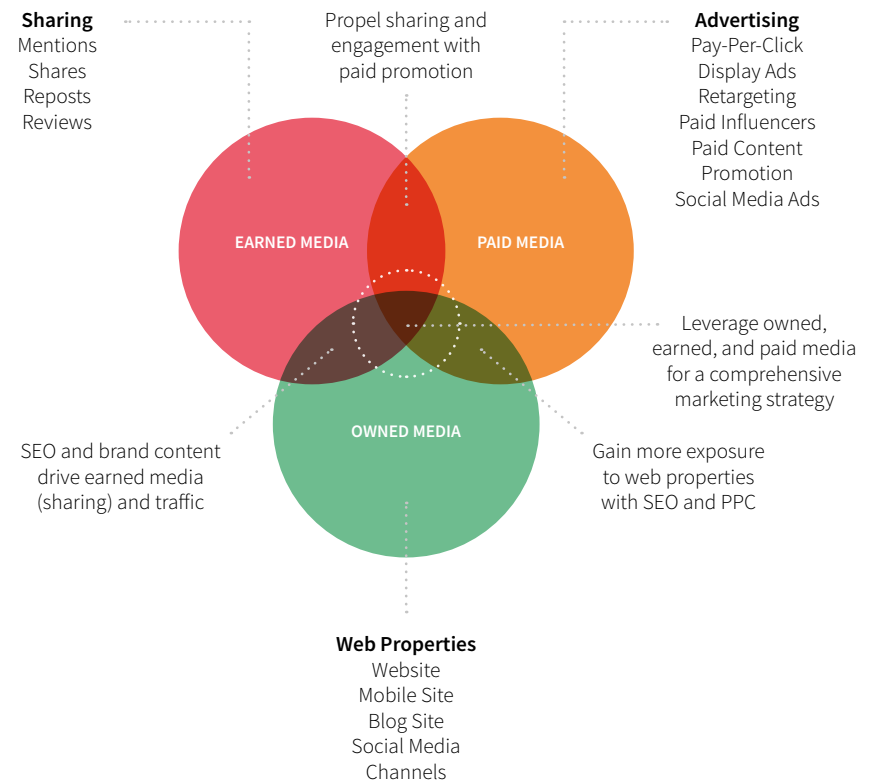 Sharing
Mentions
Shares
Reposts
Reviews
Propel sharing and
engagement with
paid promotion
Advertising
Pay-Per-Click
Display Ads
Retargeting
Paid Influencers
Paid Content
Promotion
Social Media Ads
EARNED MEDIA
PAID MEDIA
Leverage owned,
earned, and paid media
for a comprehensive
marketing strategy
OWNED MEDIA
SEO and brand content
drive earned media
(sharing) and traffic
Gain more exposure
to web properties
with SEO and PPC
Web Properties
Website
Mobile Site
Blog Site
Social Media
Channels